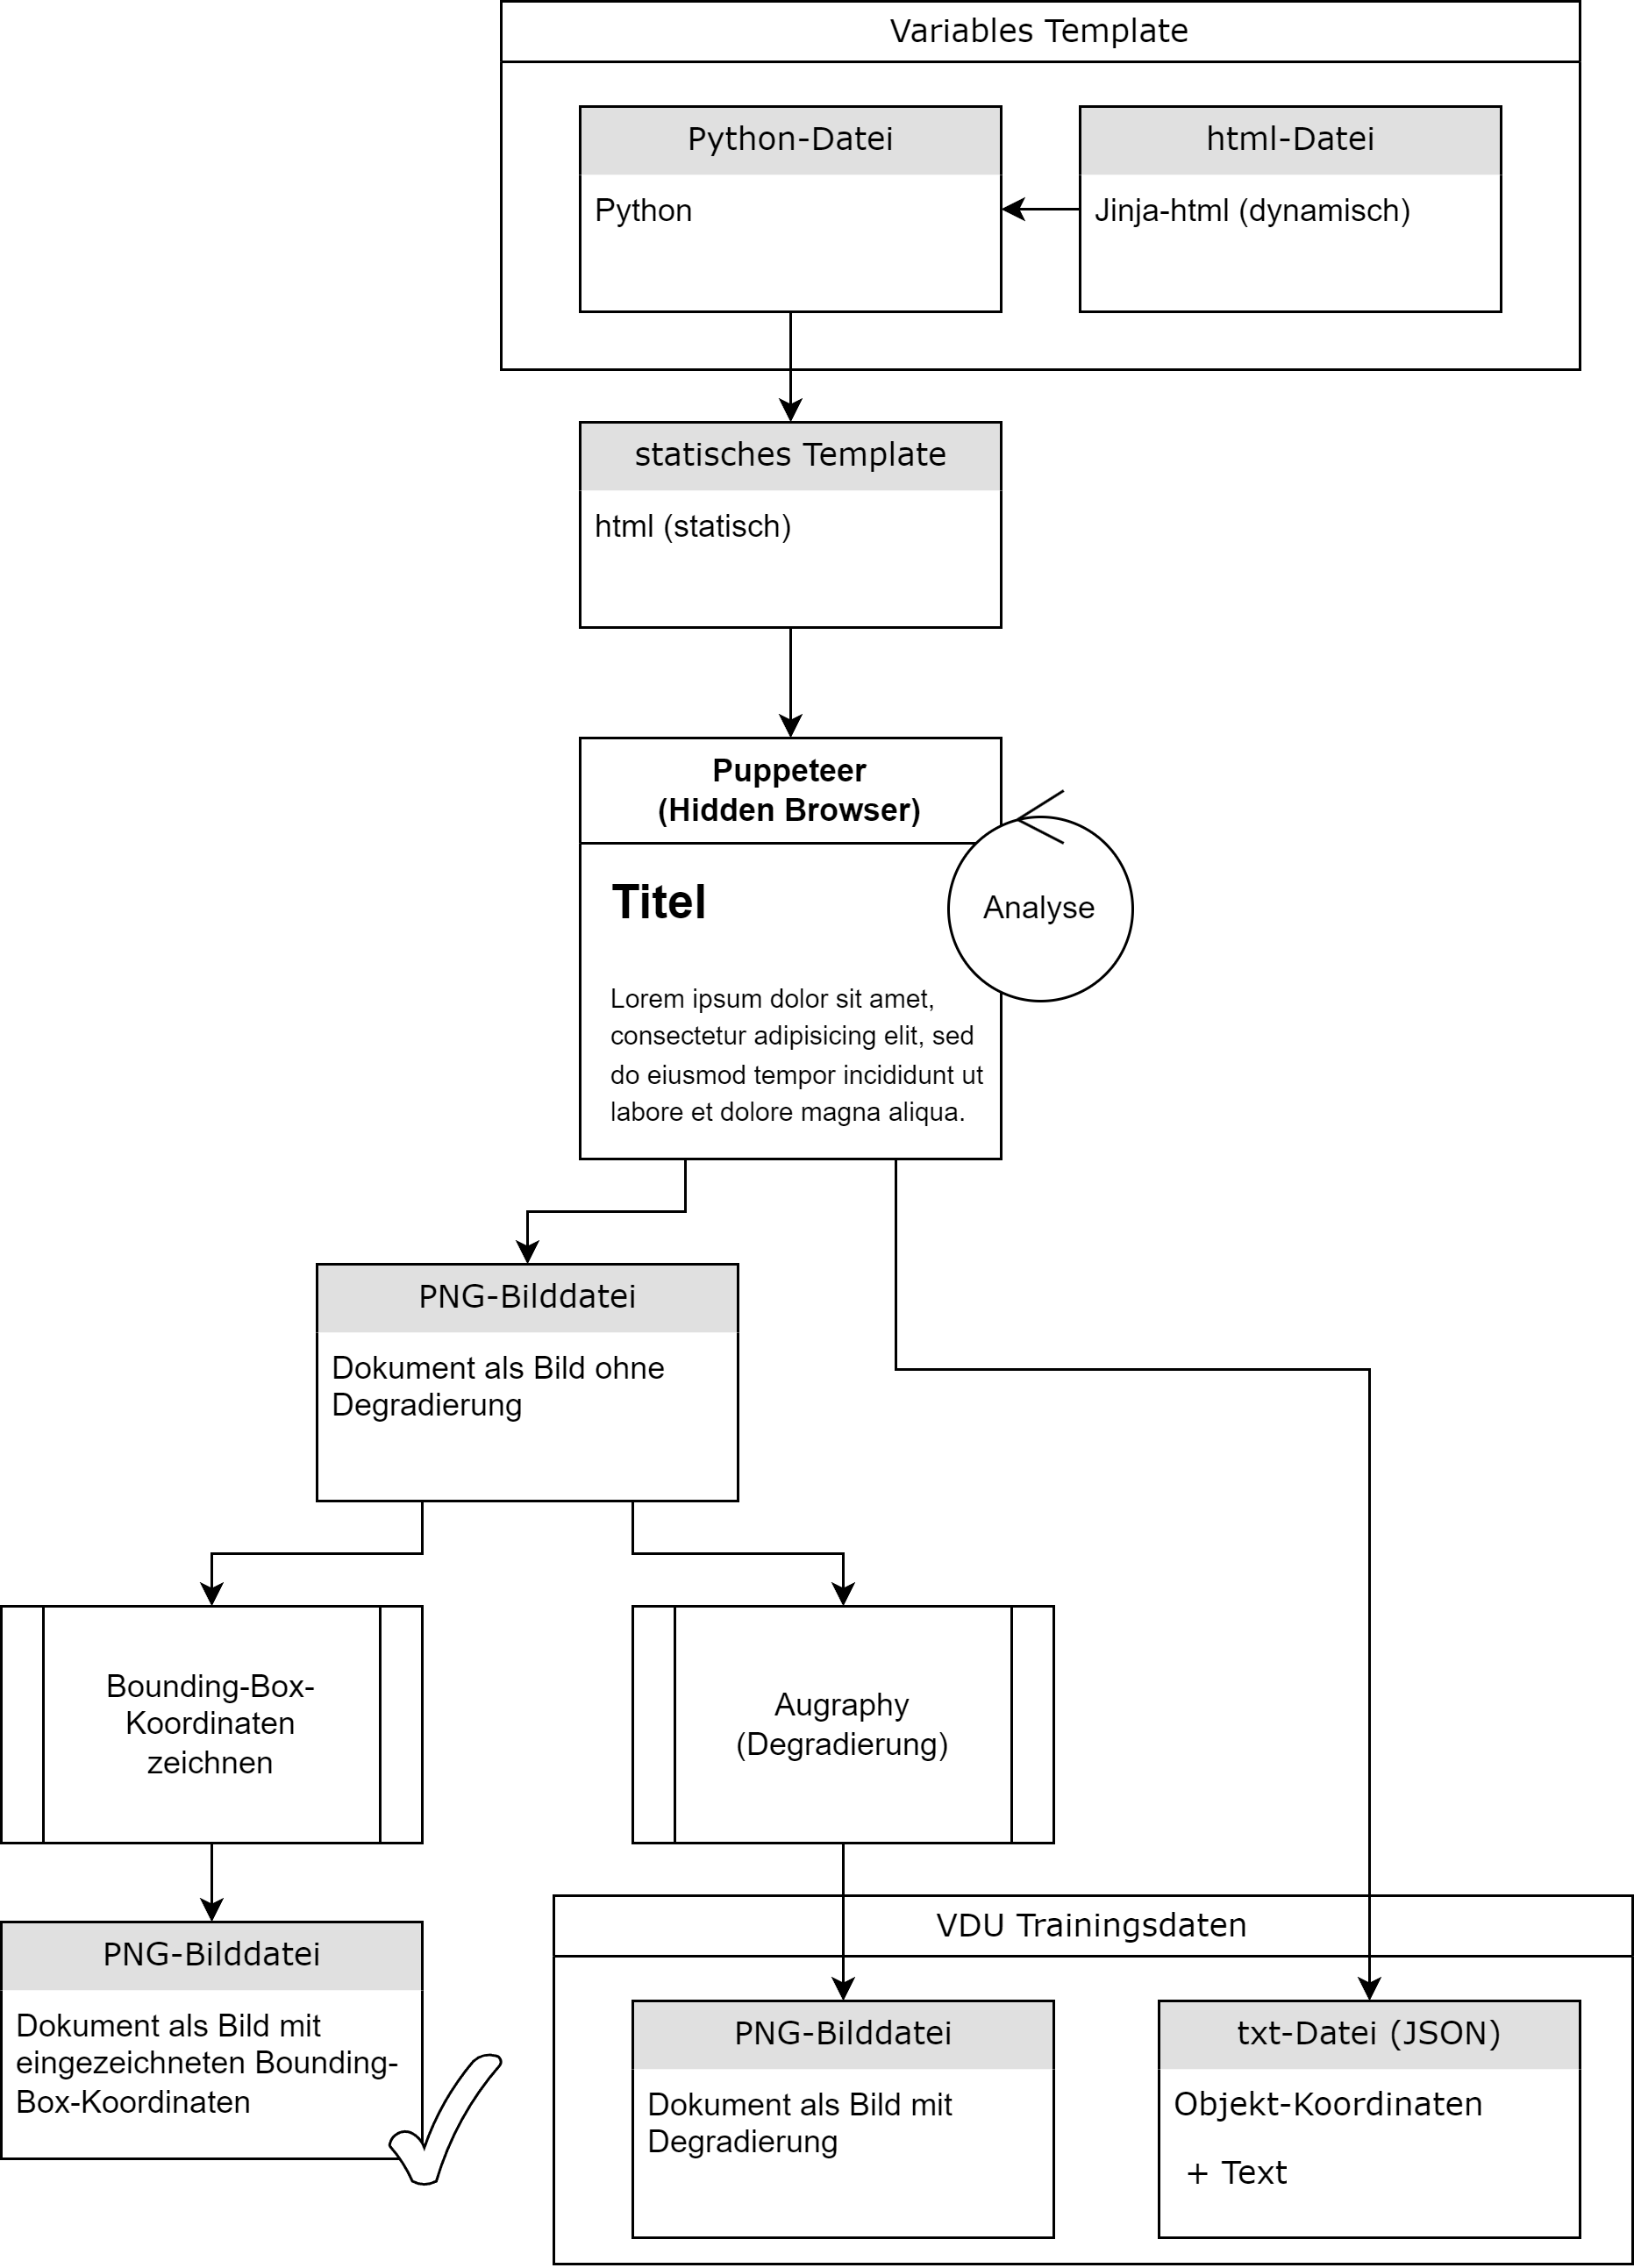 Variables Template
Python-Datei
Python
html-Datei
Jinja-html (dynamisch)
statisches Template
html (statisch)
Puppeteer
(Hidden Browser)
Analyse
Titel
Lorem ipsum dolor sit amet,
consectetur adipisicing elit, sed
do eiusmod tempor incididunt ut
labore et dolore magna aliqua.
PNG-Bilddatei
Dokument als Bild ohne
Degradierung
Bounding-Box-
Koordinaten
zeichnen
Augraphy
(Degradierung)
PNG-Bilddatei
Dokument als Bild mit
eingezeichneten Bounding-
Box-Koordinaten
VDU Trainingsdaten
PNG-Bilddatei
Dokument als Bild mit
Degradierung
txt-Datei (JSON)
Objekt-Koordinaten
+ Text